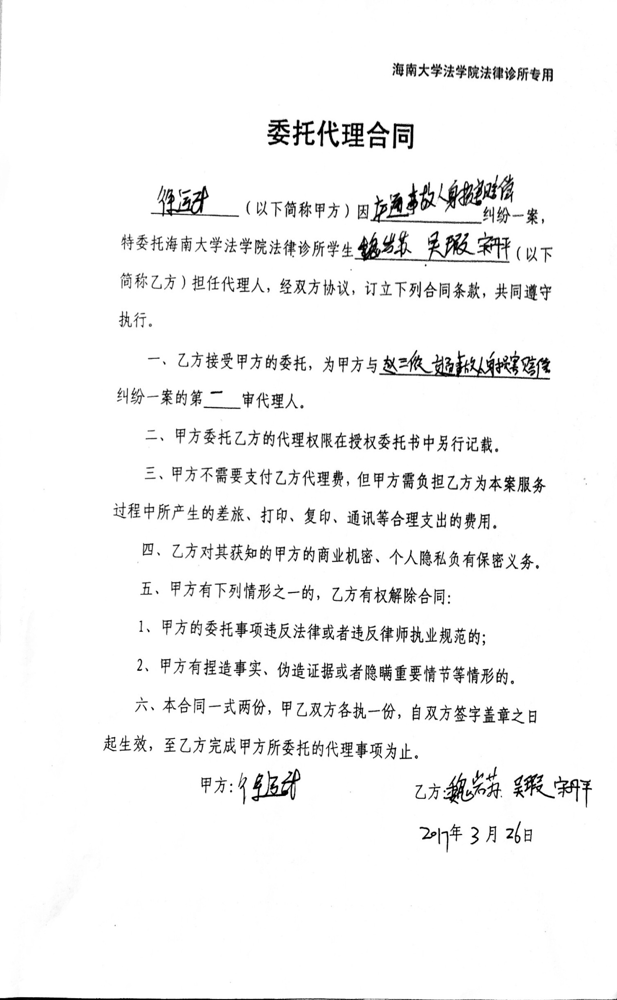 海南大学法学院法律诊所专用
委托代理合同
徐运武（以下简称甲方）因交通事故人身损害赔偿纠纷一案，
特委托海南大学法学院法律诊所学生魏岩苏 吴瑕 宋丹平（以下
简称乙方）担任代理人，经双方协议，订立下列合同条款，共同遵守
执行。
一、乙方接受甲方的委托，为甲方与赵三俊交通事故人身损害赔偿
纠纷一案的第一审代理人。
二、甲方委托乙方的代理权限在授权委托书中另行记载。
三、甲方不需要支付乙方代理费，但甲方需负担乙方为本案服务
过程中所产生的差旅、打印、复印、通讯等合理支出的费用。
四、乙方对其获知的甲方的商业机密、个人隐私负有保密义务。
五、甲方有下列情形之一的，乙方有权解除合同：
1、甲方的委托事项违反法律或者违反律师执业规范的；
2、甲方有捏造事实、伪造证据或者隐瞒重要情节等情形的。
六、本合同一式两份，甲乙双方各执一份，自双方签字盖章之日
起生效，至乙方完成甲方所委托的代理事项为止。
甲方：徐运武 乙方：魏岩苏 吴瑕 宋丹平
2017年3月26日